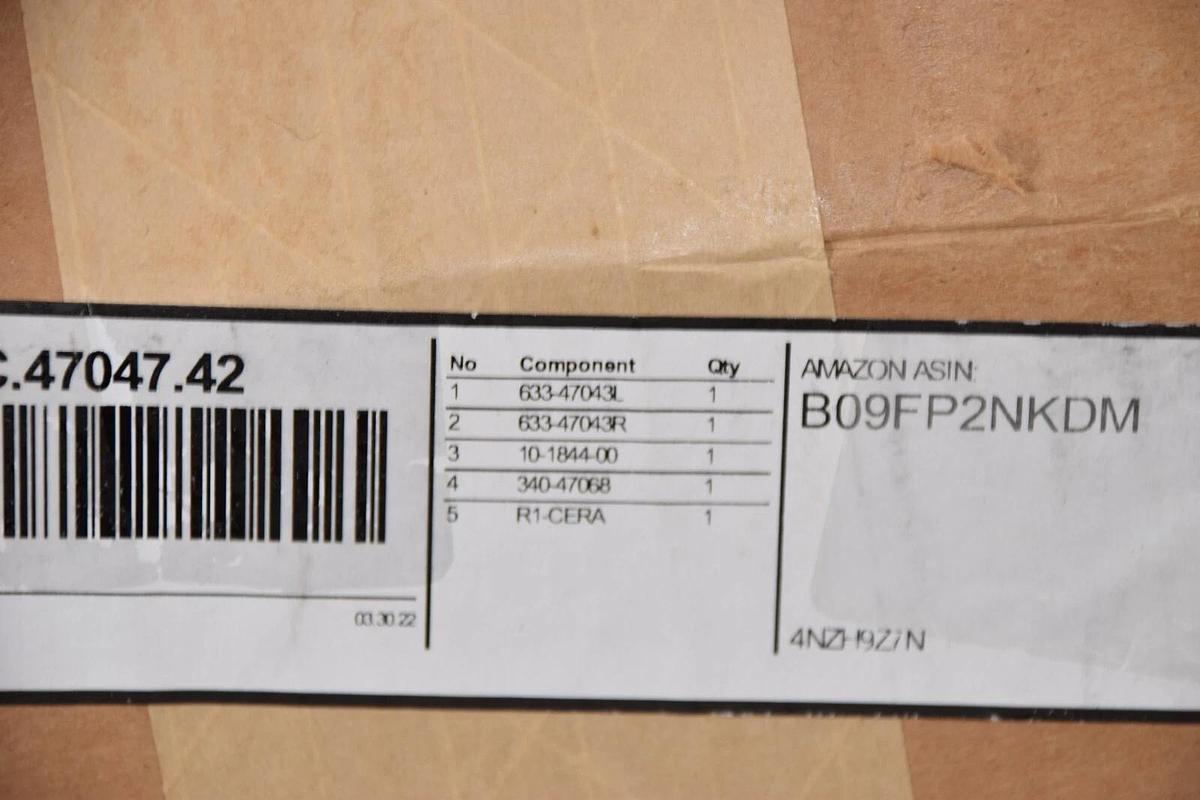 C.47047.42
03.30.22
No Component Qty
1 633-47043L 1
2 633-47043R 1
3 10-1844-00 1
4 340-47068 1
5 R1-CERA 1
AMAZON ASIN:
B09FP2NKDM
4NZH9Z7N